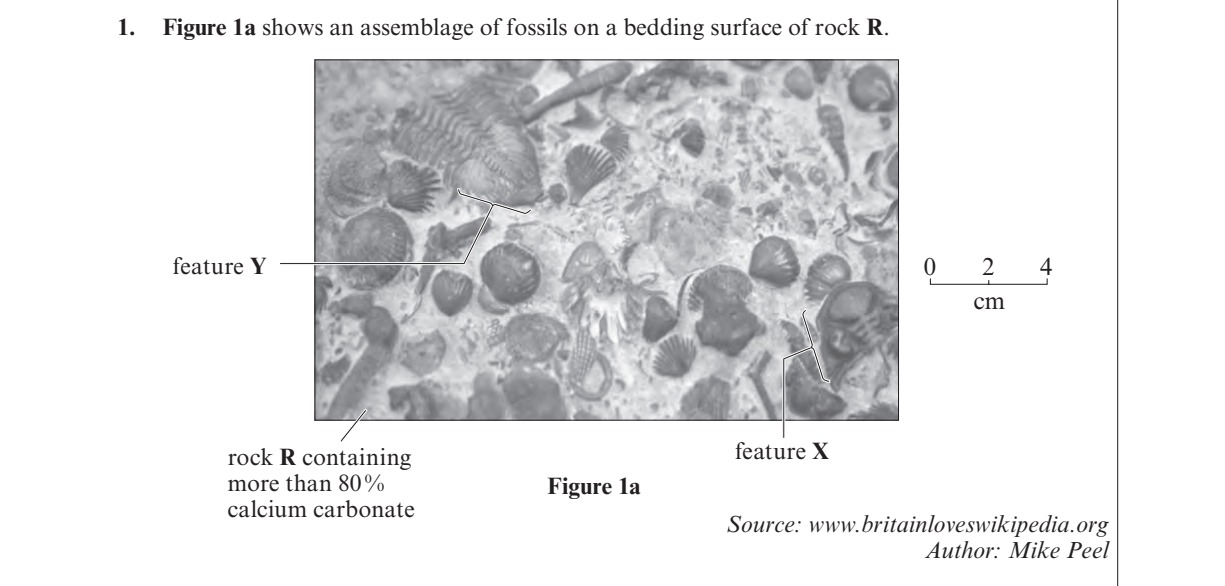 1. Figure 1a shows an assemblage of fossils on a bedding surface of rock R.
feature Y
0 2 4
cm
feature X
rock R containing
more than 80%
calcium carbonate
Figure 1a
Source: www.britainloveswikipedia.org
Author: Mike Peel